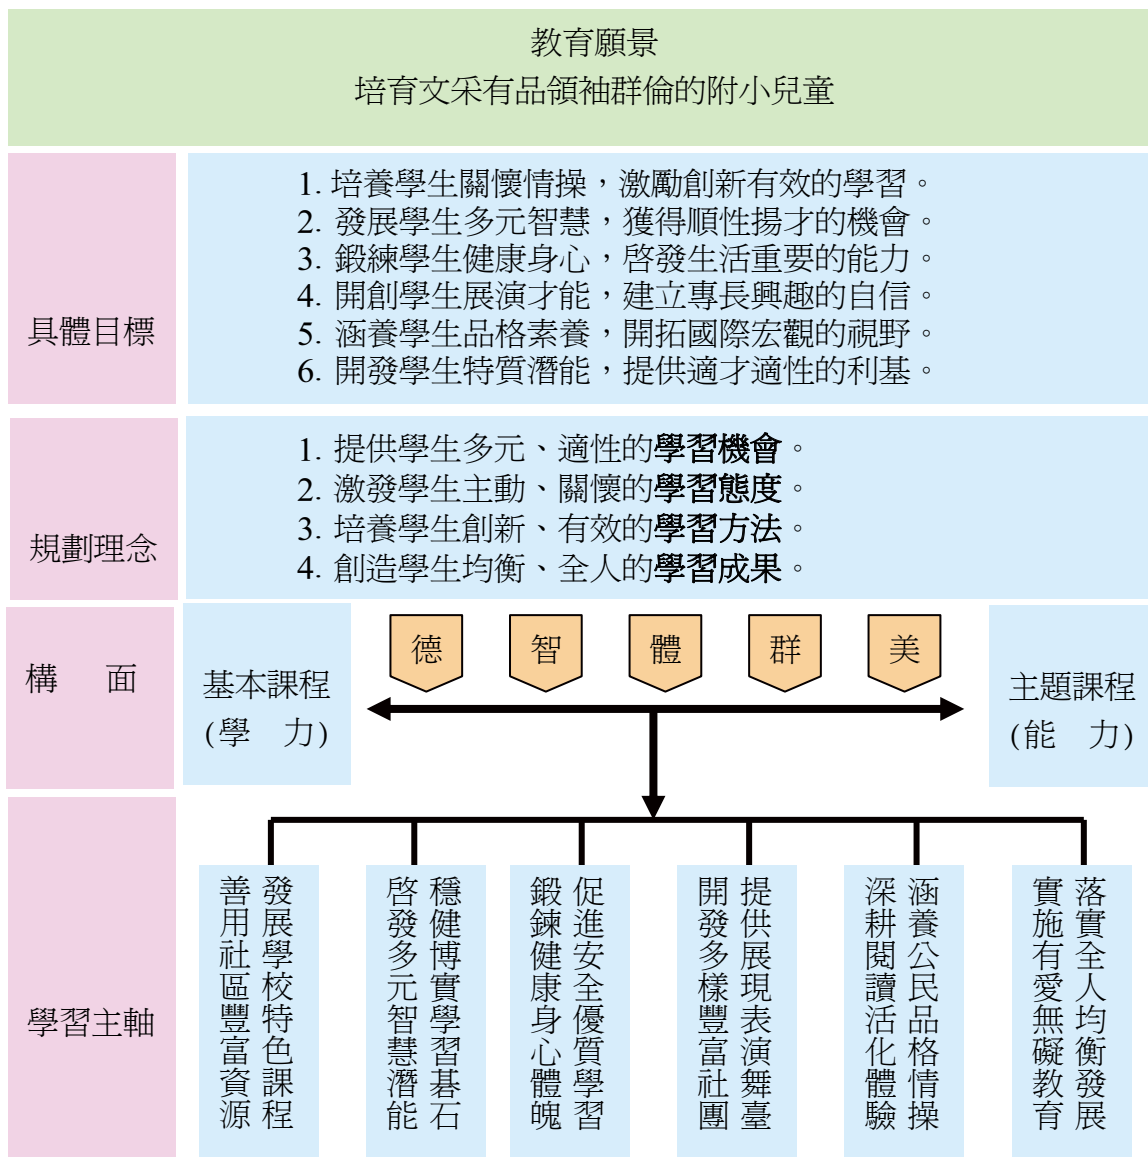 教育願景
培育文采有品領袖群倫的附小兒童
具體目標
1. 培養學生關懷情操，激勵創新有效的學習。
2. 發展學生多元智慧，獲得順性揚才的機會。
3. 鍛練學生健康身心，啓發生活重要的能力。
4. 開創學生展演才能，建立專長興趣的自信。
5. 涵養學生品格素養，開拓國際宏觀的視野。
6. 開發學生特質潛能，提供適才適性的利基。
規劃理念
1. 提供學生多元、適性的學習機會。
2. 激發學生主動、關懷的學習態度。
3. 培養學生創新、有效的學習方法。
4. 創造學生均衡、全人的學習成果。
構　面
基本課程
(學　力)
德
智
體
群
美
主題課程
(能　力)
學習主軸
發展學校特色課程
善用社區豐富資源
穩健博實學習碁石
啓發多元智慧潛能
促進安全優質學習
鍛鍊健康身心體魄
提供展現表演舞臺
開發多樣豐富社團
涵養公民品格情操
深耕閱讀活化體驗
落實全人均衡發展
實施有愛無礙教育